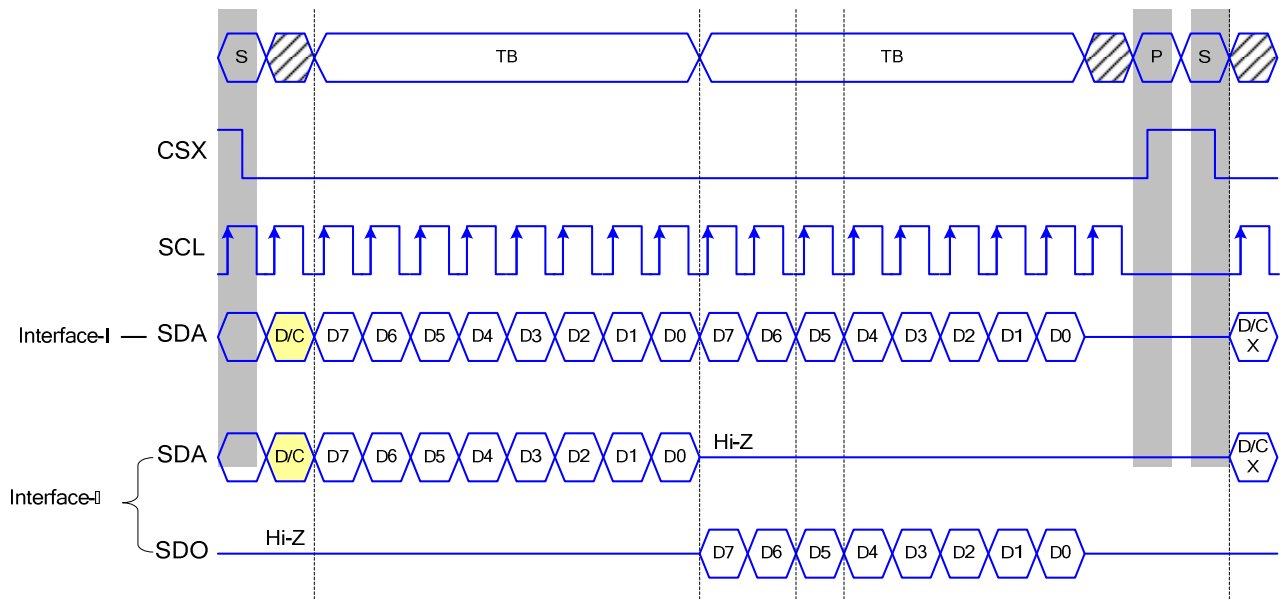 S TB TB P S
CSX
SCL
Interface-I SDA D/C D7 D6 D5 D4 D3 D2 D1 D0 D7 D6 D5 D4 D3 D2 D1 D0 D/C
X
SDA D/C D7 D6 D5 D4 D3 D2 D1 D0 Hi-Z D/C
X
Interface-▯
SDO Hi-Z D7 D6 D5 D4 D3 D2 D1 D0